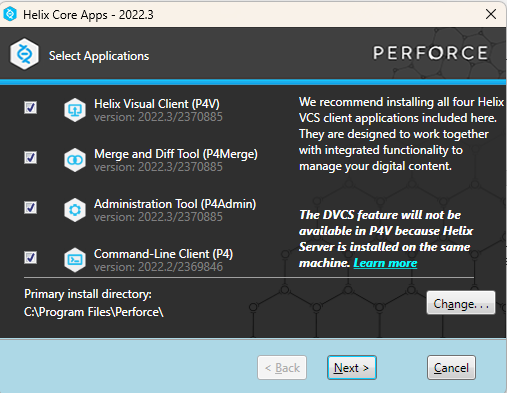 Helix Core Apps - 2022.3
Select Applications
PERFORCE
Helix Visual Client (P4V)
version: 2022.3/2370885
Merge and Diff Tool (P4Merge)
version: 2022.3/2370885
Administration Tool (P4Admin)
version: 2022.3/2370885
Command-Line Client (P4)
version: 2022.2/2369846
We recommend installing all four Helix
VCS client applications included here.
They are designed to work together
with integrated functionality to
manage your digital content.
The DVCS feature will not be
available in P4V because Helix
Server is installed on the same
machine. Learn more
Primary install directory:
C:\Program Files\Perforce\
Change. . .
< Back
Next >
Cancel